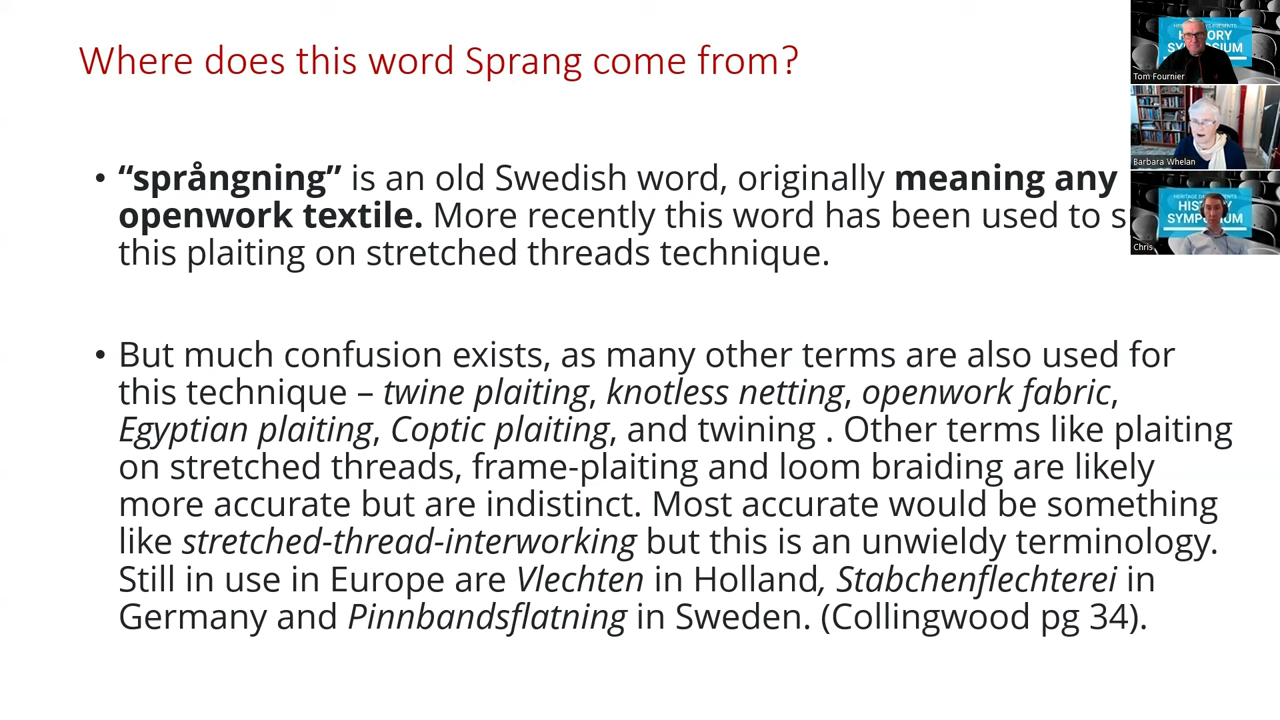 Where does this word Sprang come from?
• “språngning” is an old Swedish word, originally meaning any
openwork textile. More recently this word has been used to s
this plaiting on stretched threads technique.
• But much confusion exists, as many other terms are also used for
this technique – twine plaiting, knotless netting, openwork fabric,
Egyptian plaiting, Coptic plaiting, and twining . Other terms like plaiting
on stretched threads, frame-plaiting and loom braiding are likely
more accurate but are indistinct. Most accurate would be something
like stretched-thread-interworking but this is an unwieldy terminology.
Still in use in Europe are Vlechten in Holland, Stabchenflechterei in
Germany and Pinnbandsflatning in Sweden. (Collingwood pg 34).
Tom Fournier
Barbara Whelan
SYMPOSIUM
Chris